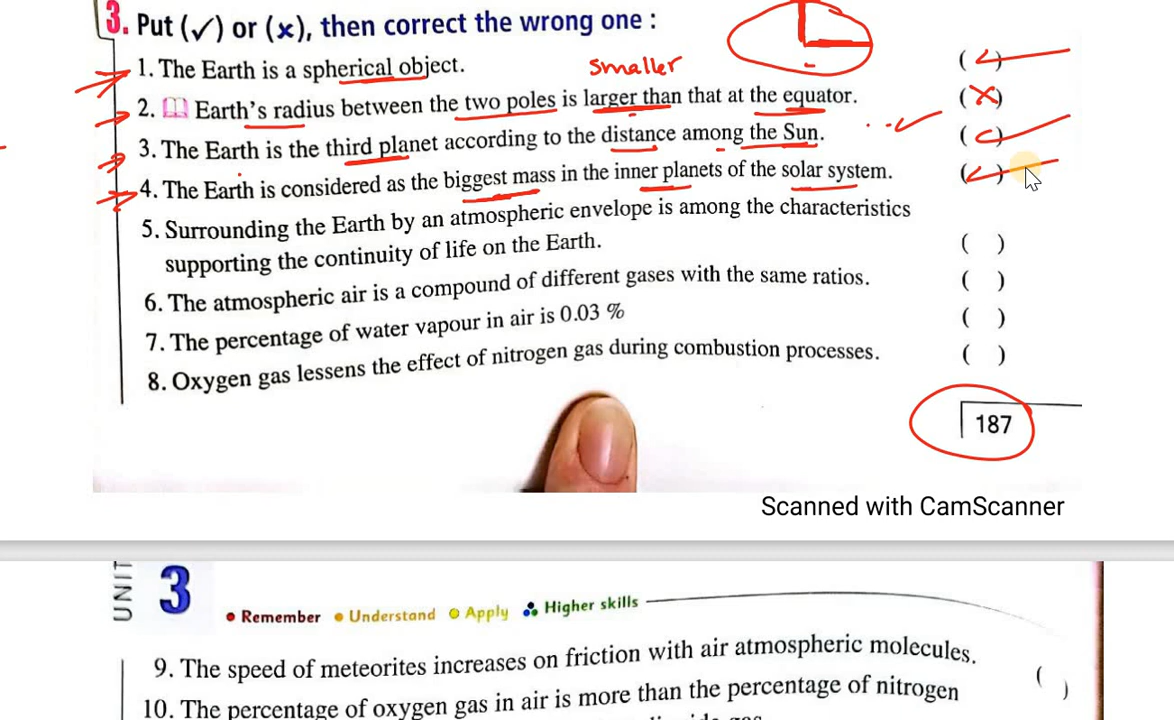 3. Put (✓) or (x), then correct the wrong one :
1. The Earth is a spherical object. (✓)
smaller
2. Earth's radius between the two poles is larger than that at the equator. (x)
3. The Earth is the third planet according to the distance among the Sun. (✓)
4. The Earth is considered as the biggest mass in the inner planets of the solar system. (✓)
5. Surrounding the Earth by an atmospheric envelope is among the characteristics
supporting the continuity of life on the Earth. ( )
6. The atmospheric air is a compound of different gases with the same ratios. ( )
7. The percentage of water vapour in air is 0.03 % ( )
8. Oxygen gas lessens the effect of nitrogen gas during combustion processes. ( )
187
Scanned with CamScanner
UNIT 3
Remember Understand Apply Higher skills
9. The speed of meteorites increases on friction with air atmospheric molecules. ( )
10. The percentage of oxygen gas in air is more than the percentage of nitrogen